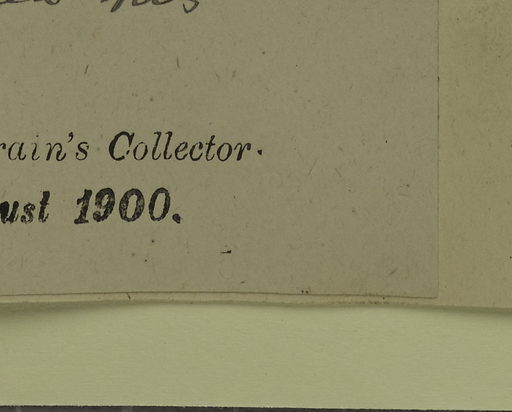 rain's Collector.
ust 1900.